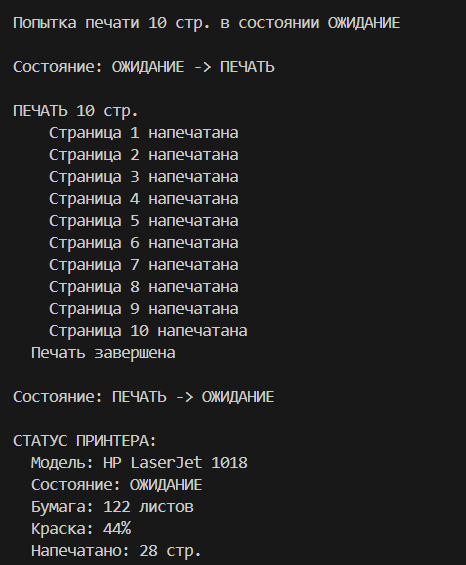 Попытка печати 10 стр. в состоянии ОЖИДАНИЕ
Состояние: ОЖИДАНИЕ -> ПЕЧАТЬ
ПЕЧАТЬ 10 стр.
Страница 1 напечатана
Страница 2 напечатана
Страница 3 напечатана
Страница 4 напечатана
Страница 5 напечатана
Страница 6 напечатана
Страница 7 напечатана
Страница 8 напечатана
Страница 9 напечатана
Страница 10 напечатана
Печать завершена
Состояние: ПЕЧАТЬ -> ОЖИДАНИЕ
СТАТУС ПРИНТЕРА:
Модель: HP LaserJet 1018
Состояние: ОЖИДАНИЕ
Бумага: 122 листов
Краска: 44%
Напечатано: 28 стр.